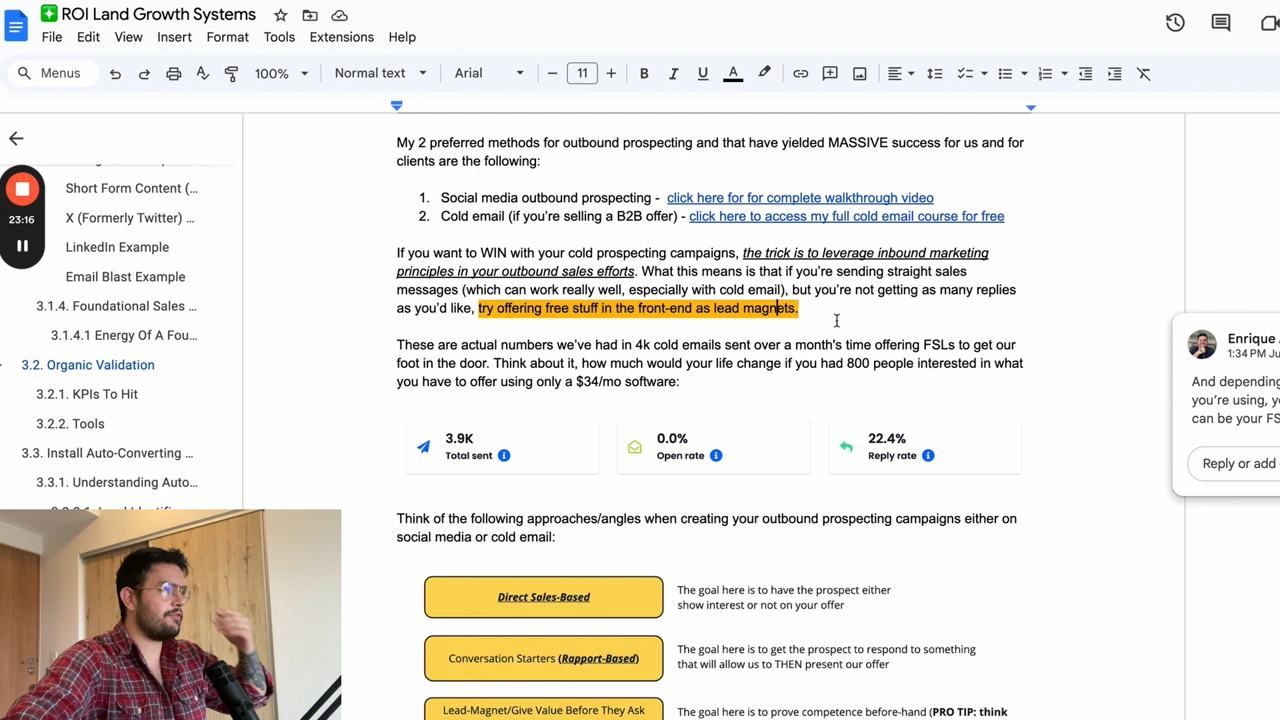 ROI Land Growth Systems
File Edit View Insert Format Tools Extensions Help
Menus 100% Normal text Arial 11 B I U A
23:16
Short Form Content (...
X (Formerly Twitter) ...
LinkedIn Example
Email Blast Example
3.1.4. Foundational Sales ...
3.1.4.1 Energy Of A Fou...
3.2. Organic Validation
3.2.1. KPIs To Hit
3.2.2. Tools
3.3. Install Auto-Converting ...
3.3.1. Understanding Auto...
My 2 preferred methods for outbound prospecting and that have yielded MASSIVE success for us and for
clients are the following:
1. Social media outbound prospecting - click here for for complete walkthrough video
2. Cold email (if you're selling a B2B offer) - click here to access my full cold email course for free
If you want to WIN with your cold prospecting campaigns, the trick is to leverage inbound marketing
principles in your outbound sales efforts. What this means is that if you're sending straight sales
messages (which can work really well, especially with cold email), but you're not getting as many replies
as you'd like, try offering free stuff in the front-end as lead magnets.
These are actual numbers we've had in 4k cold emails sent over a month's time offering FSLs to get our
foot in the door. Think about it, how much would your life change if you had 800 people interested in what
you have to offer using only a $34/mo software:
3.9K
Total sent
0.0%
Open rate
22.4%
Reply rate
Think of the following approaches/angles when creating your outbound prospecting campaigns either on
social media or cold email:
Direct Sales-Based
The goal here is to have the prospect either
show interest or not on your offer
Conversation Starters (Rapport-Based)
The goal here is to get the prospect to respond to something
that will allow us to THEN present our offer
Lead-Magnet/Give Value Before They Ask
The goal here is to prove competence before-hand (PRO TIP: think
Enrique
1:34 PM Ju
And depending
you're using, y
can be your FS
Reply or add